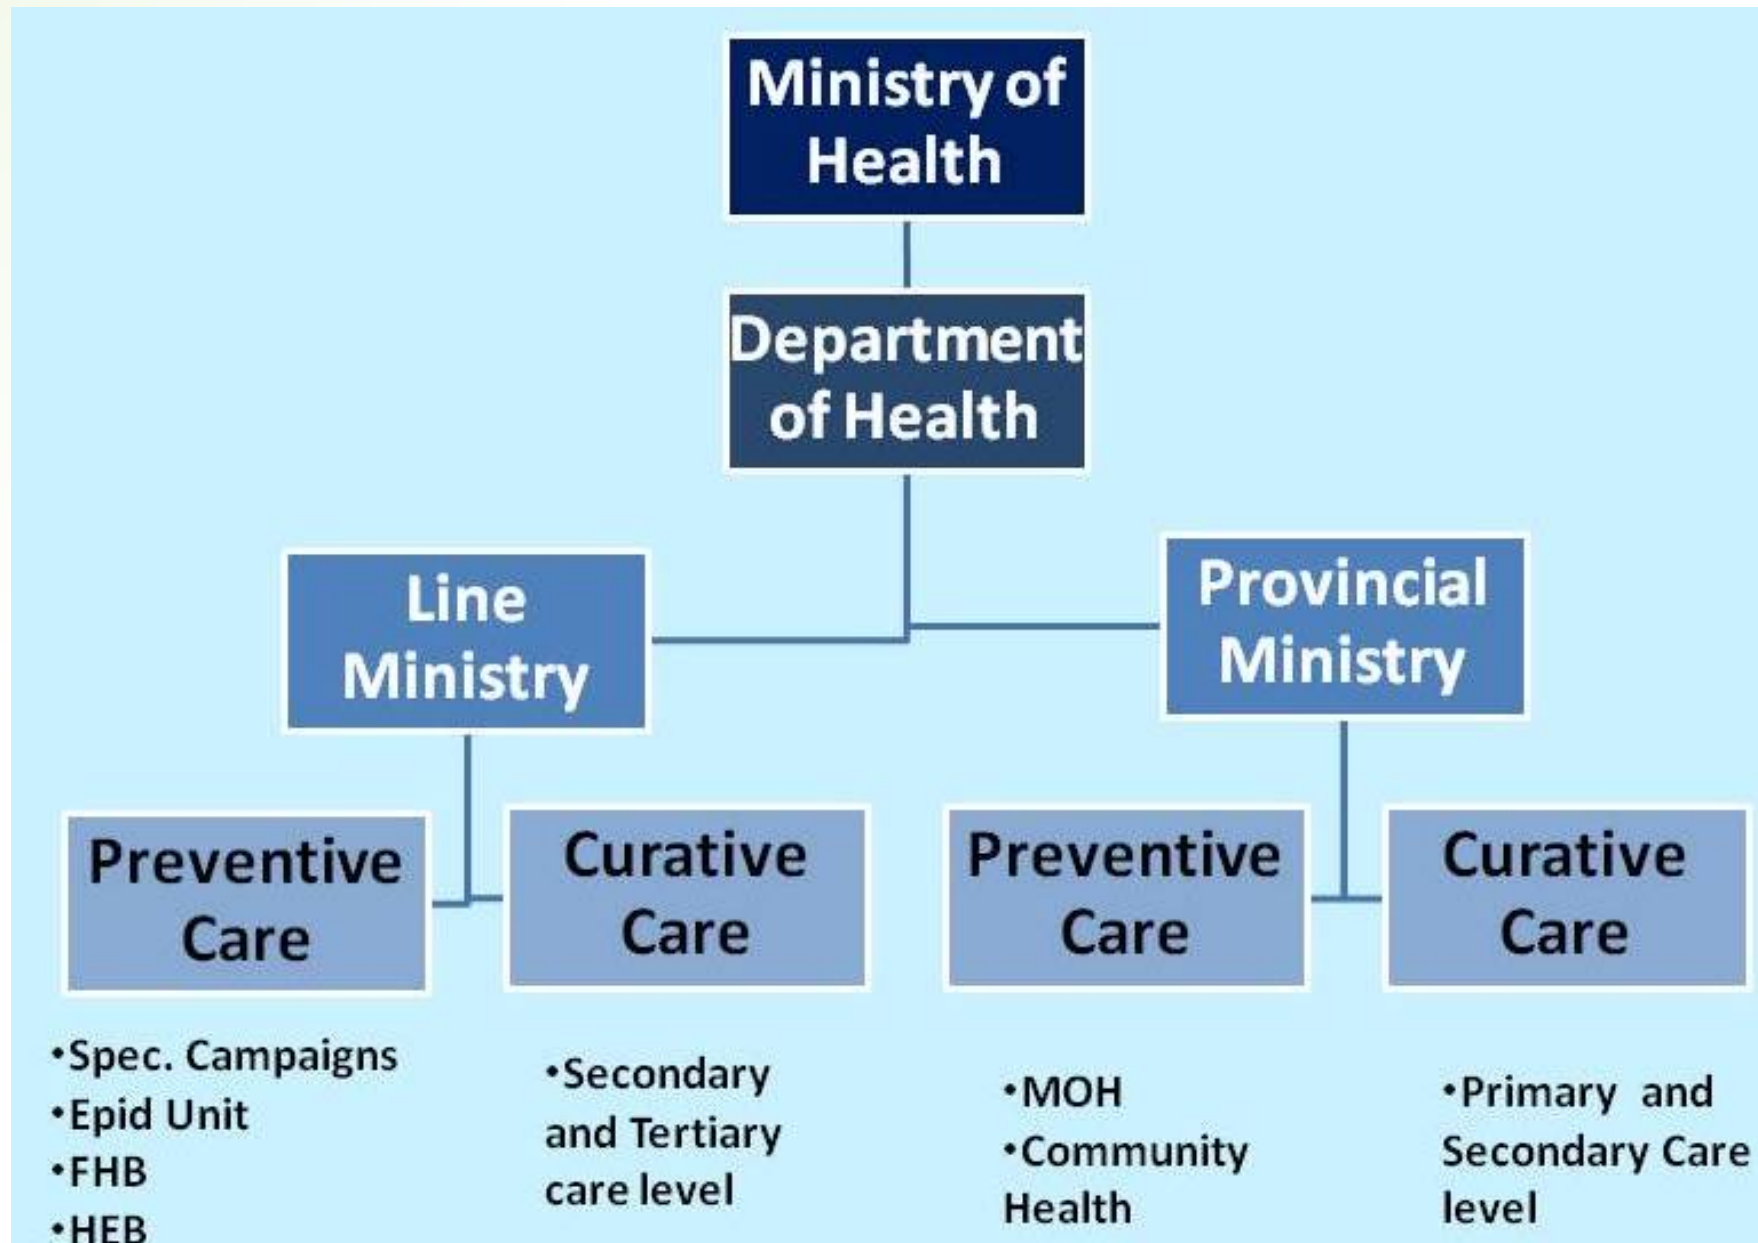 Ministry of
Health
Department
of Health
Line
Ministry
Provincial
Ministry
Preventive
Care
Curative
Care
Preventive
Care
Curative
Care
•Spec. Campaigns
•Epid Unit
•FHB
•HEB
•Secondary
and Tertiary
care level
•MOH
•Community
Health
•Primary and
Secondary Care
level